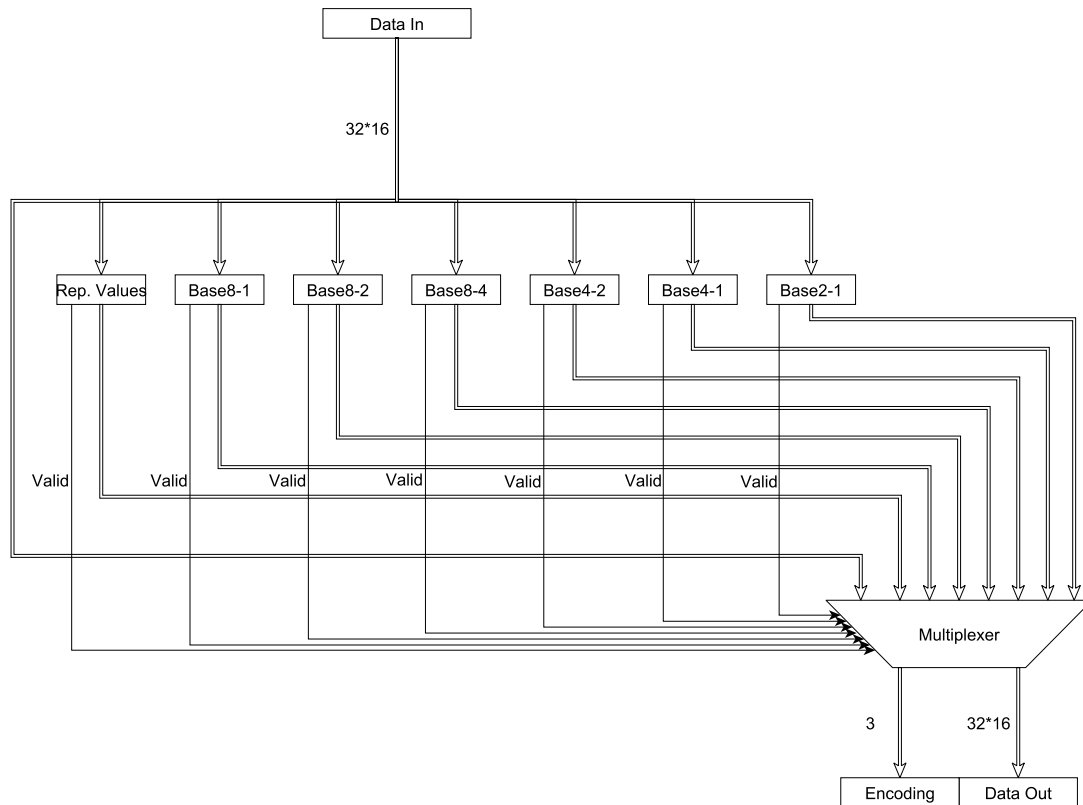 Data In
32*16
Rep. Values
Base8-1
Base8-2
Base8-4
Base4-2
Base4-1
Base2-1
Valid
Valid
Valid
Valid
Valid
Valid
Valid
Multiplexer
3
32*16
Encoding
Data Out